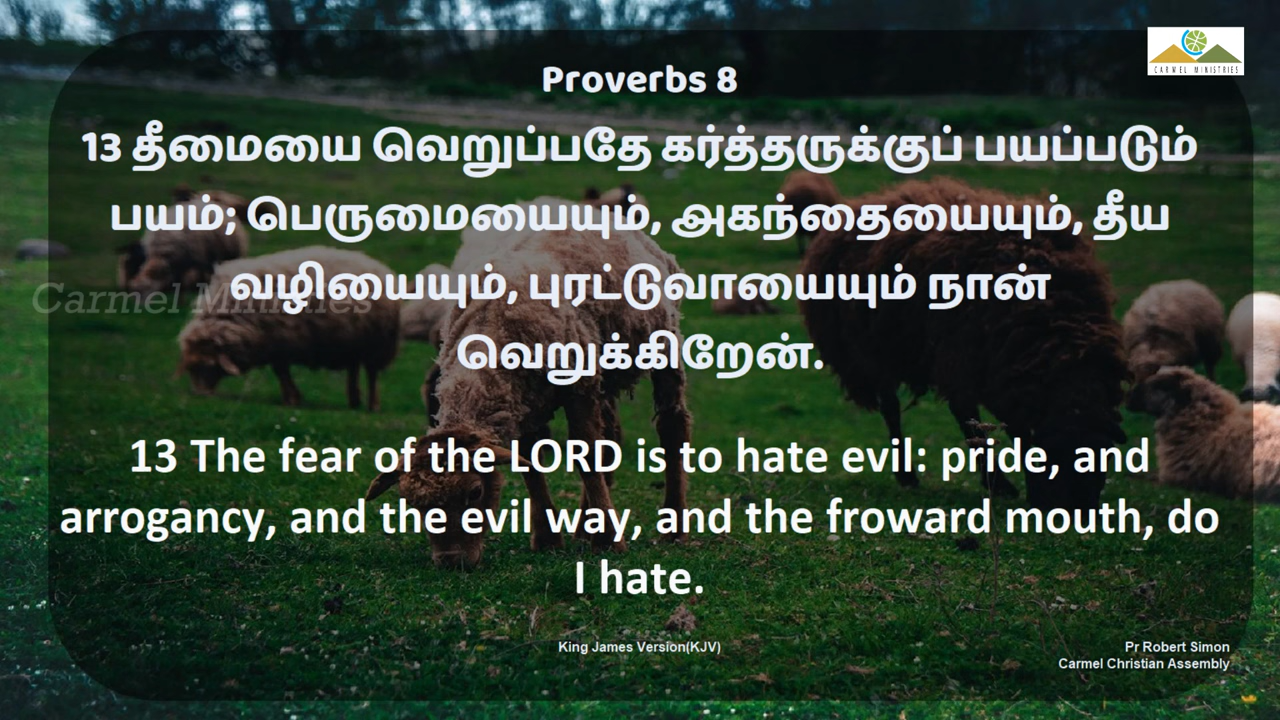 CARMEL MINISTRIES
Proverbs 8
13 தீமையை வெறுப்பதே கர்த்தருக்குப் பயப்படும்
பயம்; பெருமையையும், அகந்தையையும், தீய
வழியையும், புரட்டுவாயையும் நான்
Carmel Ministries
வெறுக்கிறேன்.
13 The fear of the LORD is to hate evil: pride, and
arrogancy, and the evil way, and the froward mouth, do
I hate.
King James Version(KJV)
Pr Robert Simon
Carmel Christian Assembly